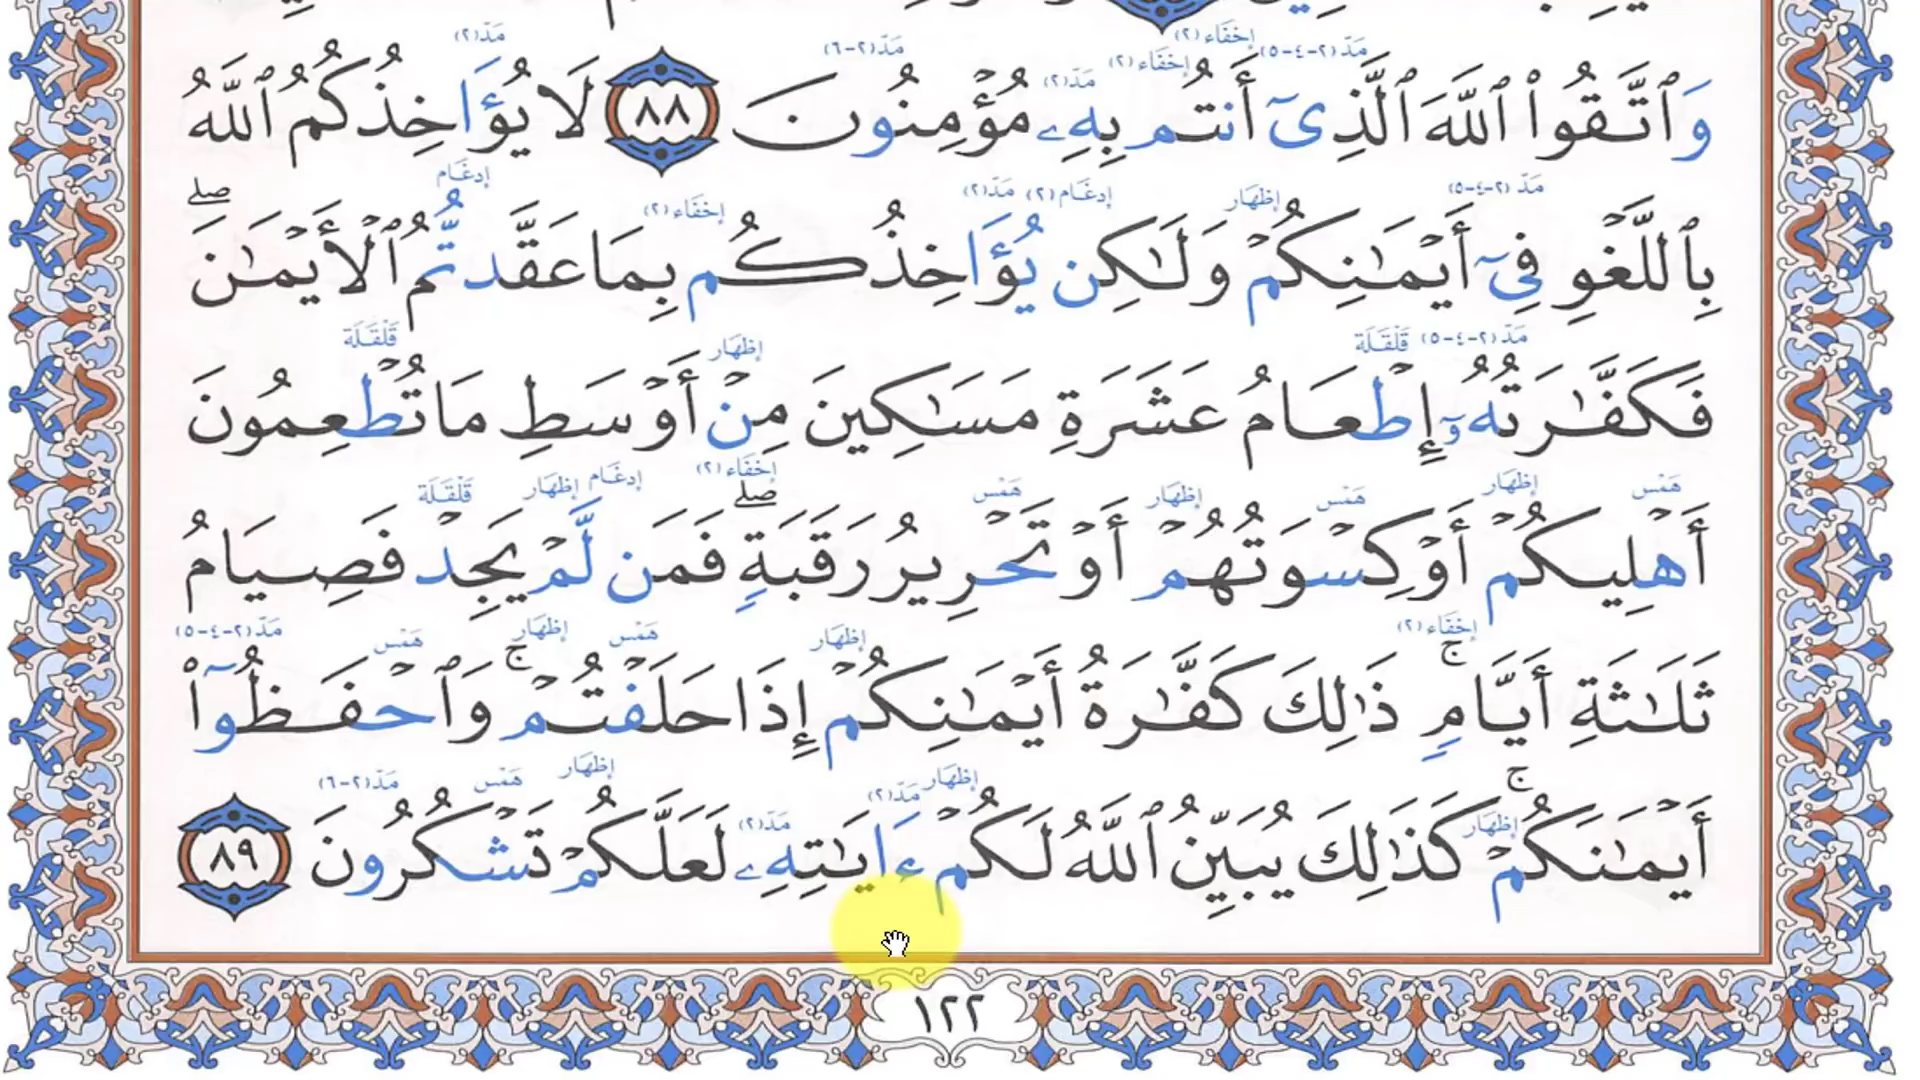 وَٱتَّقُوا۟ ٱللَّهَ ٱلَّذِىٓ أَنتُم بِهِۦ مُؤْمِنُونَ ٨٨ لَا يُؤَاخِذُكُمُ ٱللَّهُ
بِٱللَّغْوِ فِىٓ أَيْمَـٰنِكُمْ وَلَـٰكِن يُؤَاخِذُكُم بِمَا عَقَّدتُّمُ ٱلْأَيْمَـٰنَ ۖ
فَكَفَّـٰرَتُهُۥٓ إِطْعَامُ عَشَرَةِ مَسَـٰكِينَ مِنْ أَوْسَطِ مَا تُطْعِمُونَ
أَهْلِيكُمْ أَوْ كِسْوَتُهُمْ أَوْ تَحْرِيرُ رَقَبَةٍ ۖ فَمَن لَّمْ يَجِدْ فَصِيَامُ
ثَلَـٰثَةِ أَيَّامٍ ۚ ذَٰلِكَ كَفَّـٰرَةُ أَيْمَـٰنِكُمْ إِذَا حَلَفْتُمْ ۚ وَٱحْفَظُوٓا۟
أَيْمَـٰنَكُمْ ۚ كَذَٰلِكَ يُبَيِّنُ ٱللَّهُ لَكُمْ ءَايَـٰتِهِۦ لَعَلَّكُمْ تَشْكُرُونَ ٨٩
١٢٢